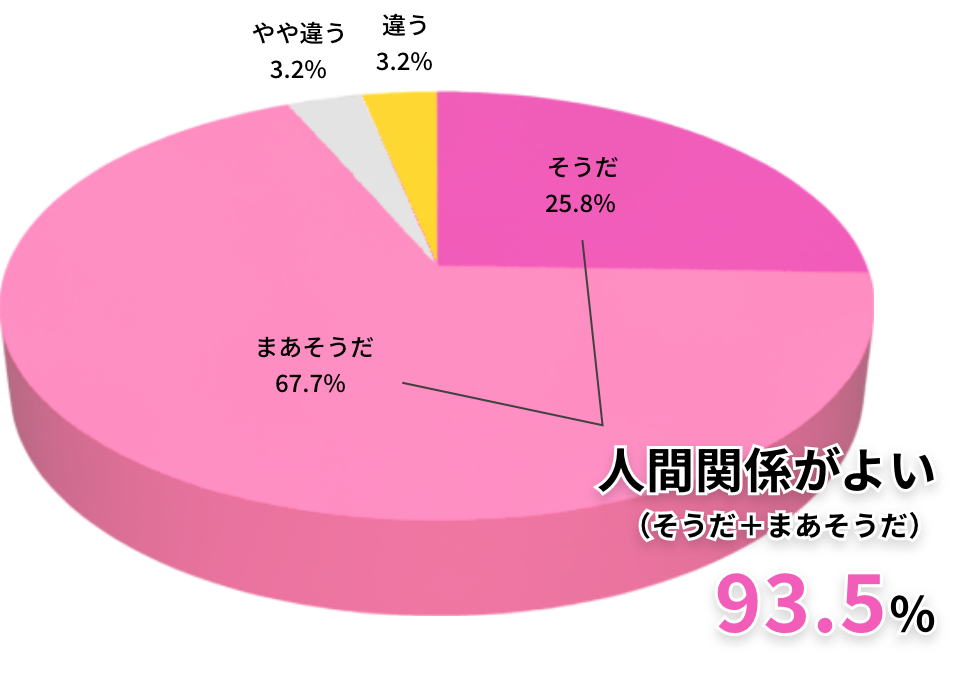 やや違う
3.2%
違う
3.2%
そうだ
25.8%
まあそうだ
67.7%
人間関係がよい
（そうだ＋まあそうだ）
93.5%